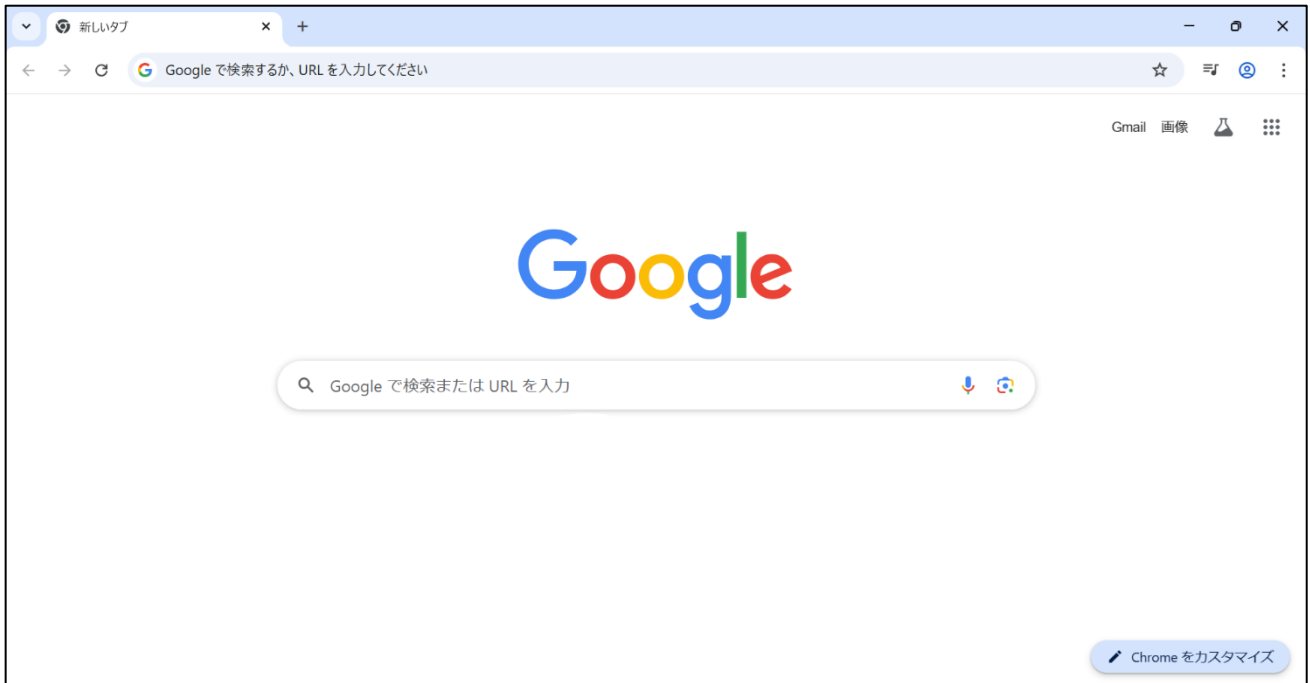 新しいタブ
Google で検索するか、URL を入力してください
Gmail 画像
Google
Google で検索または URL を入力
Chrome をカスタマイズ